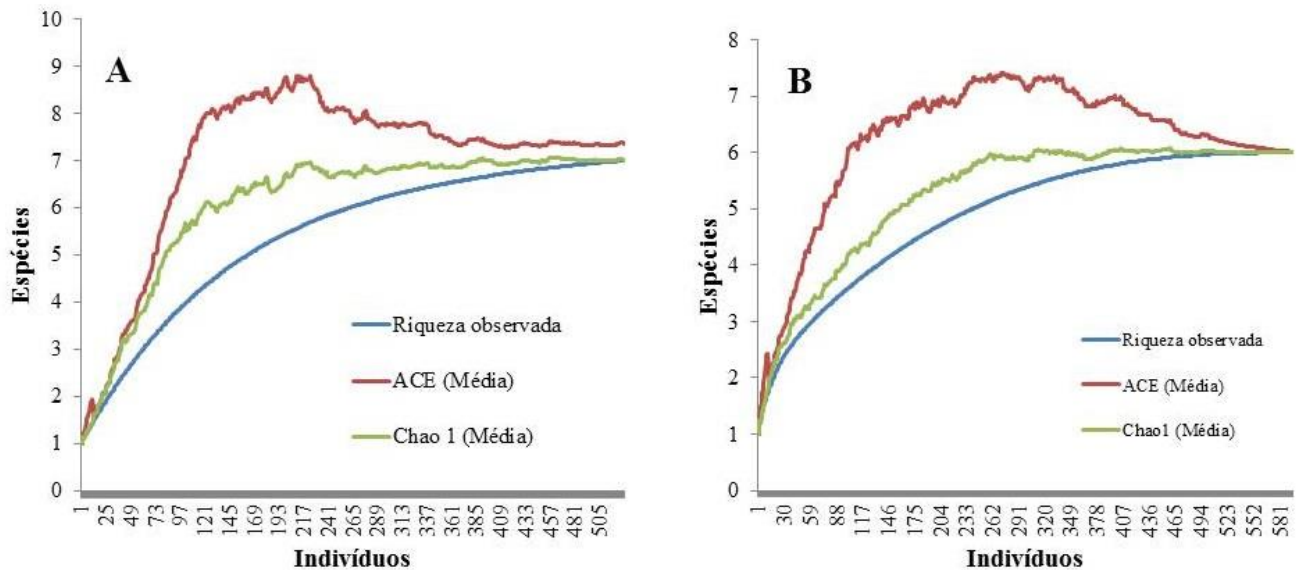 A
10
9
8
7
6
5
4
3
2
1
0
Espécies
Riqueza observada
ACE (Média)
Chao 1 (Média)
1 25 49 73 97 121 145 169 193 217 241 265 289 313 337 361 385 409 433 457 481 505
Indivíduos
B
8
7
6
5
4
3
2
1
0
Espécies
Riqueza observada
ACE (Média)
Chao1 (Média)
1 30 59 88 117 146 175 204 233 262 291 320 349 378 407 436 465 494 523 552 581
Indivíduos